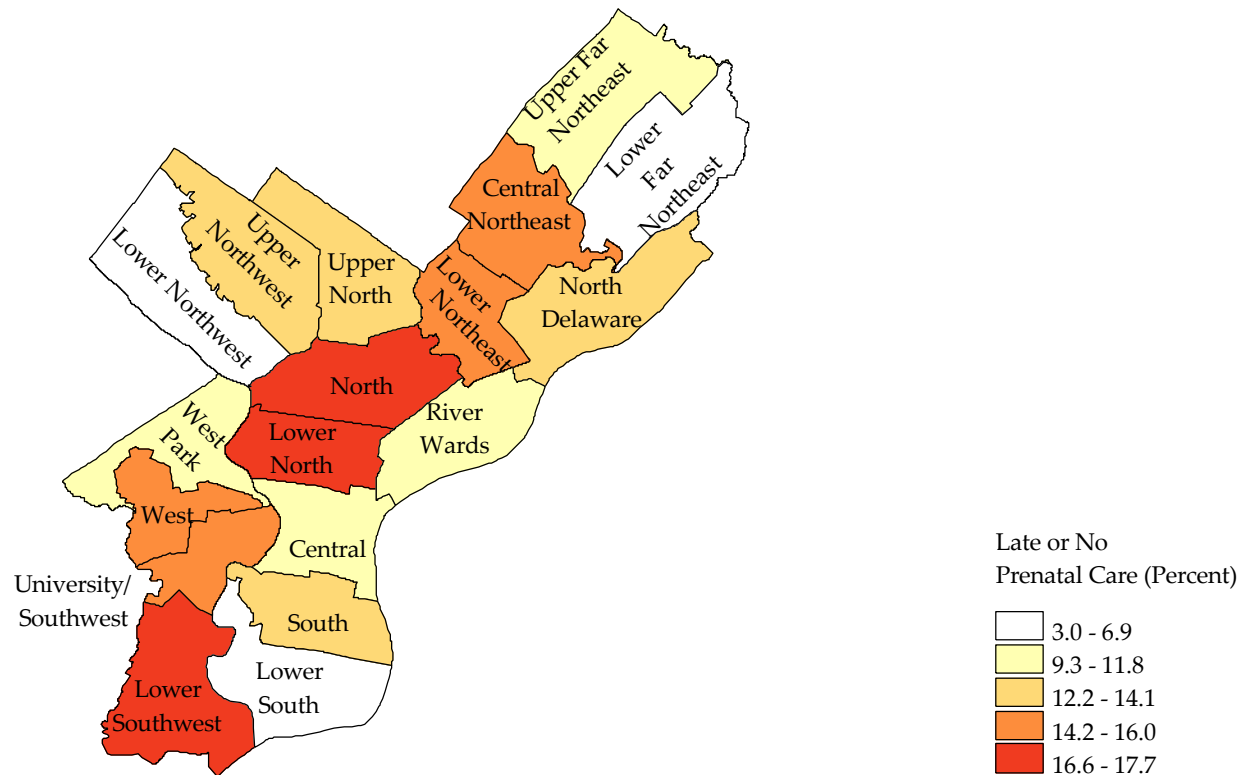 Upper Far
Northeast
Lower
Far
Northeast
Central
Northeast
Upper
Northwest
Lower Northwest
Upper
North
Lower
Northeast
North
Delaware
North
River
Wards
West
Park
Lower
North
West
Central
University/
Southwest
South
Lower
South
Lower
Southwest
Late or No
Prenatal Care (Percent)
3.0 - 6.9
9.3 - 11.8
12.2 - 14.1
14.2 - 16.0
16.6 - 17.7